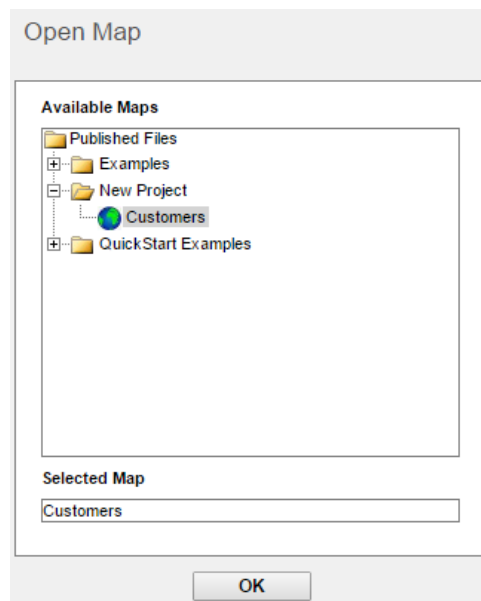 Open Map
Available Maps
Published Files
Examples
New Project
Customers
QuickStart Examples
Selected Map
Customers
OK